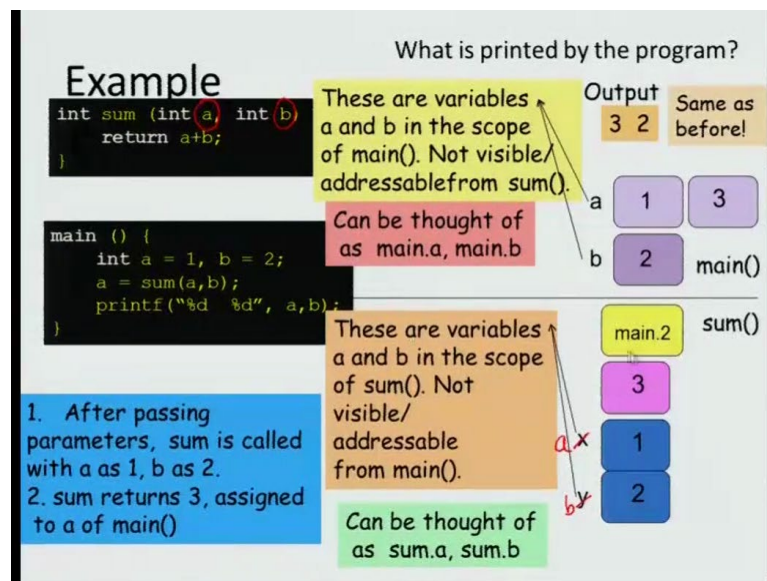 What is printed by the program?
Example
int sum (int a, int b)
return a+b;
}
main () {
int a = 1, b = 2;
a = sum(a,b);
printf("%d %d", a,b);
}
These are variables
a and b in the scope
of main(). Not visible/
addressablefrom sum().
Can be thought of
as main.a, main.b
Output
3 2
Same as
before!
a 1 3
b 2 main()
main.2 sum()
3
a x 1
b y 2
These are variables
a and b in the scope
of sum(). Not
visible/
addressable
from main().
Can be thought of
as sum.a, sum.b
1. After passing
parameters, sum is called
with a as 1, b as 2.
2. sum returns 3, assigned
to a of main()